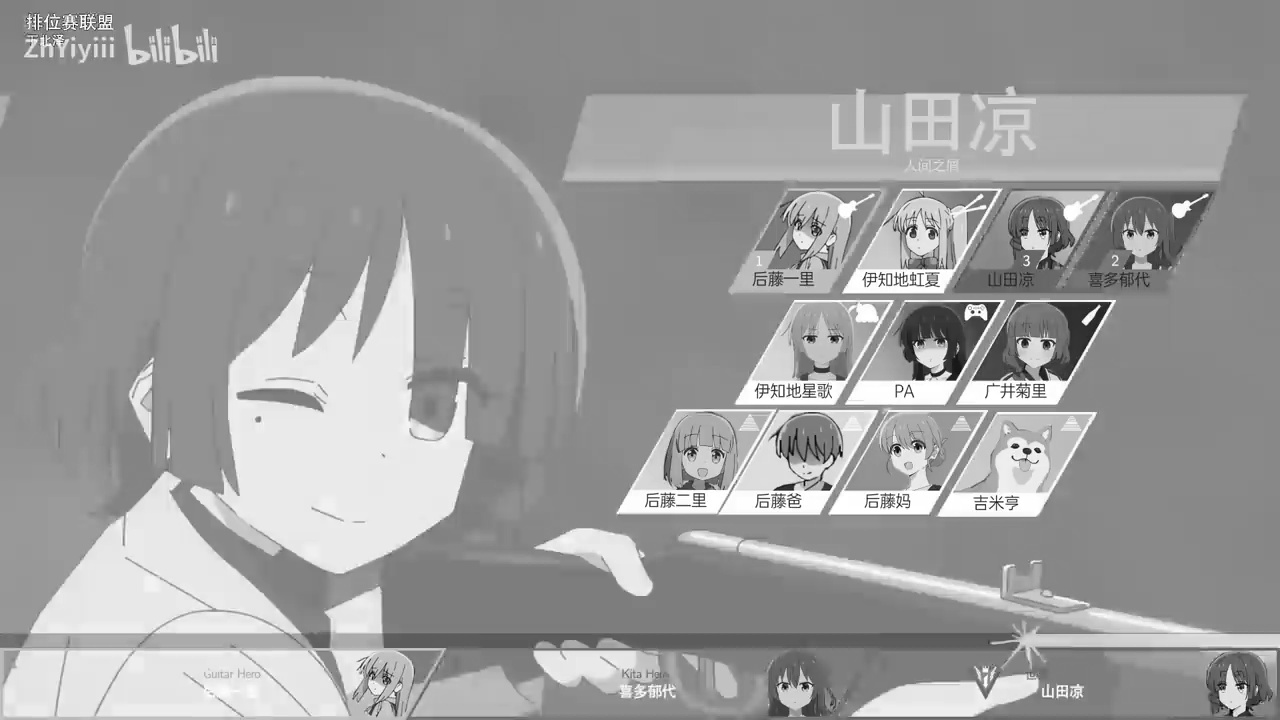 排位赛联盟
ZhYiyiii bilibili
山田凉
人间之屑
1
后藤一里
伊知地虹夏
3
山田凉
2
喜多郁代
伊知地星歌
PA
广井菊里
后藤二里
后藤爸
后藤妈
吉米亨
Guitar Hero
Kita Hero
喜多郁代
山田凉